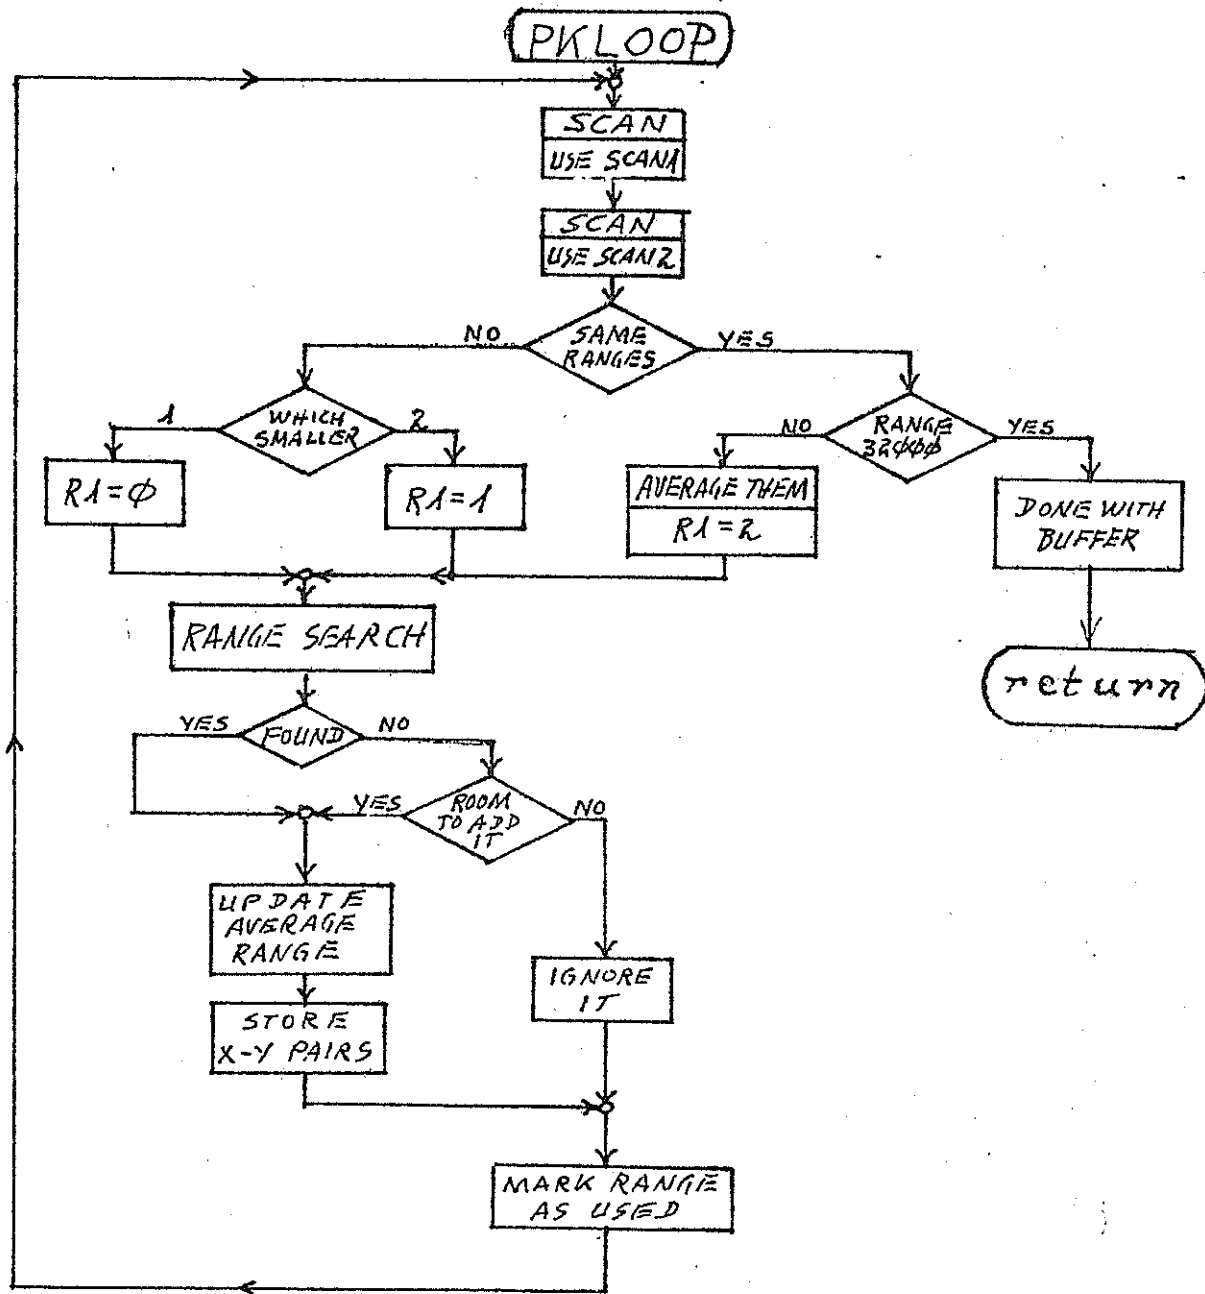 PKLOOP
SCAN
USE SCAN1
SCAN
USE SCAN2
NO
SAME
RANGES
YES
1
WHICH
SMALLER
2
NO
RANGE
32000
YES
R1=0
R1=1
AVERAGE THEM
R1=2
DONE WITH
BUFFER
RANGE SEARCH
return
YES
FOUND
NO
YES
ROOM
TO ADD
IT
NO
UPDATE
AVERAGE
RANGE
IGNORE
IT
STORE
X-Y PAIRS
MARK RANGE
AS USED